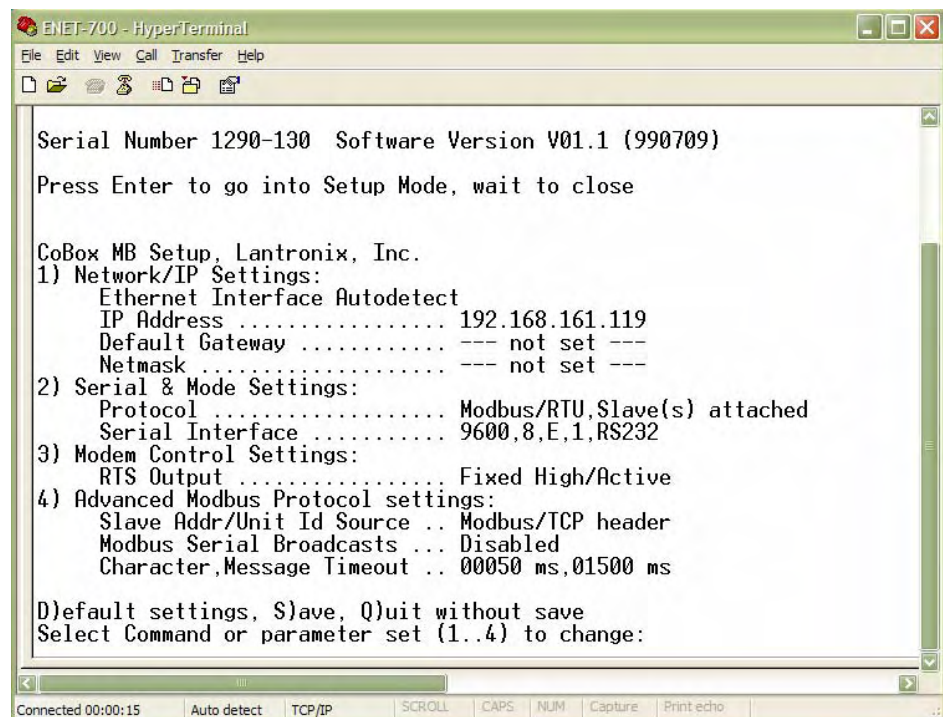 ENET-700 - HyperTerminal
File Edit View Call Transfer Help
Serial Number 1290-130 Software Version V01.1 (990709)
Press Enter to go into Setup Mode, wait to close
CoBox MB Setup, Lantronix, Inc.
1) Network/IP Settings:
Ethernet Interface Autodetect
IP Address ................. 192.168.161.119
Default Gateway ............ --- not set ---
Netmask .................... --- not set ---
2) Serial & Mode Settings:
Protocol ................... Modbus/RTU,Slave(s) attached
Serial Interface ........... 9600,8,E,1,RS232
3) Modem Control Settings:
RTS Output ................. Fixed High/Active
4) Advanced Modbus Protocol settings:
Slave Addr/Unit Id Source .. Modbus/TCP header
Modbus Serial Broadcasts ... Disabled
Character,Message Timeout .. 00050 ms,01500 ms
D)efault settings, S)ave, Q)uit without save
Select Command or parameter set (1..4) to change:
Connected 00:00:15 Auto detect TCP/IP SCROLL CAPS NUM Capture Print echo